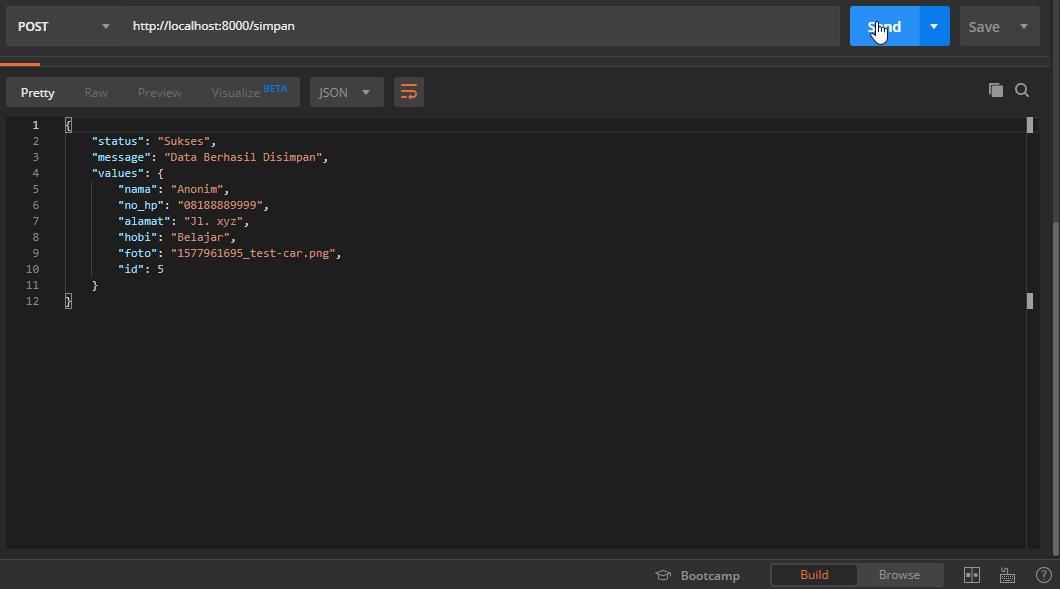 POST http://localhost:8000/simpan Send Save
Pretty Raw Preview Visualize BETA JSON
1 {
2 "status": "Sukses",
3 "message": "Data Berhasil Disimpan",
4 "values": {
5 "nama": "Anonim",
6 "no_hp": "08188889999",
7 "alamat": "Jl. xyz",
8 "hobi": "Belajar",
9 "foto": "1577961695_test-car.png",
10 "id": 5
11 }
12 }
Bootcamp Build Browse